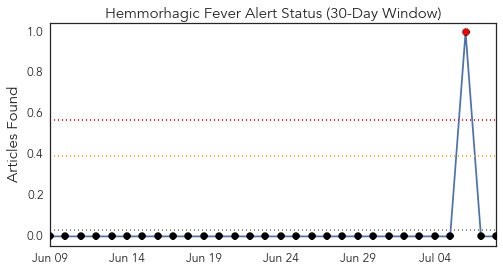 Hemmorhagic Fever Alert Status (30-Day Window)
Articles Found
1.0
0.8
0.6
0.4
0.2
0.0
Jun 09 Jun 14 Jun 19 Jun 24 Jun 29 Jul 04